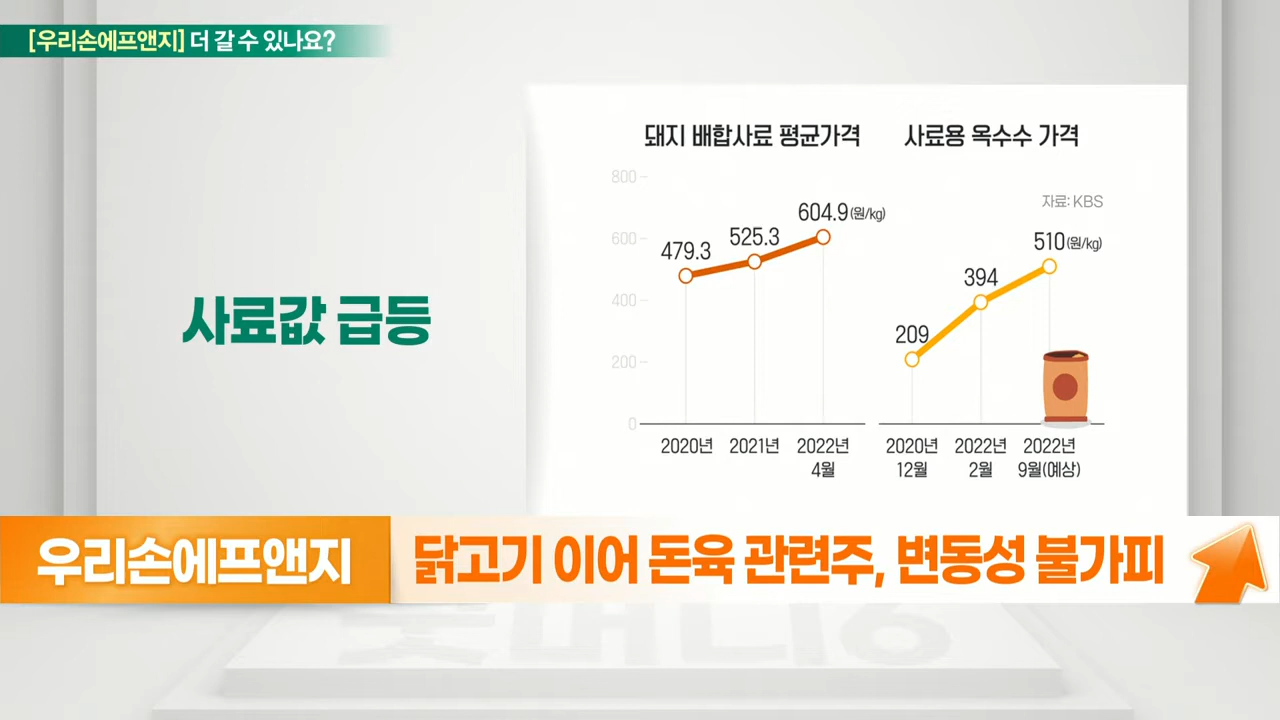 [우리손에프앤지] 더 갈 수 있나요?
돼지 배합사료 평균가격
800
600
400
200
0
479.3
525.3
604.9(원/kg)
2020년
2021년
2022년
4월
사료용 옥수수 가격
자료: KBS
209
394
510(원/kg)
2020년
12월
2022년
2월
2022년
9월(예상)
사료값 급등
우리손에프앤지
닭고기 이어 돈육 관련주, 변동성 불가피
굿머니6